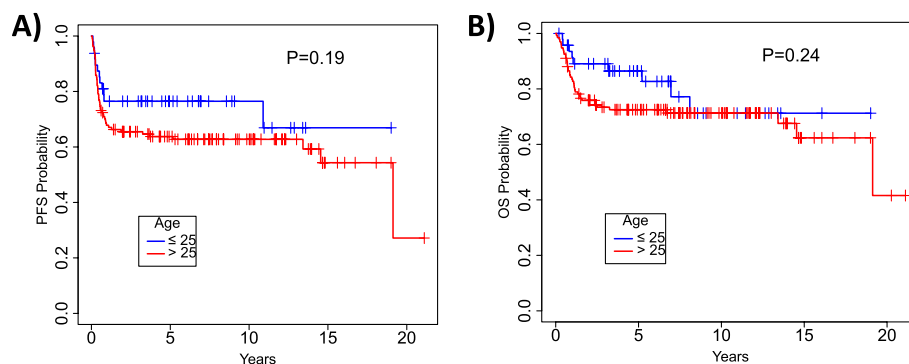 A)
P=0.19
PFS Probability
1.0
0.8
0.6
0.4
0.2
0.0
Age
≤ 25
> 25
0 5 10 15 20
Years
B)
P=0.24
OS Probability
1.0
0.8
0.6
0.4
0.2
0.0
Age
≤ 25
> 25
0 5 10 15 20
Years